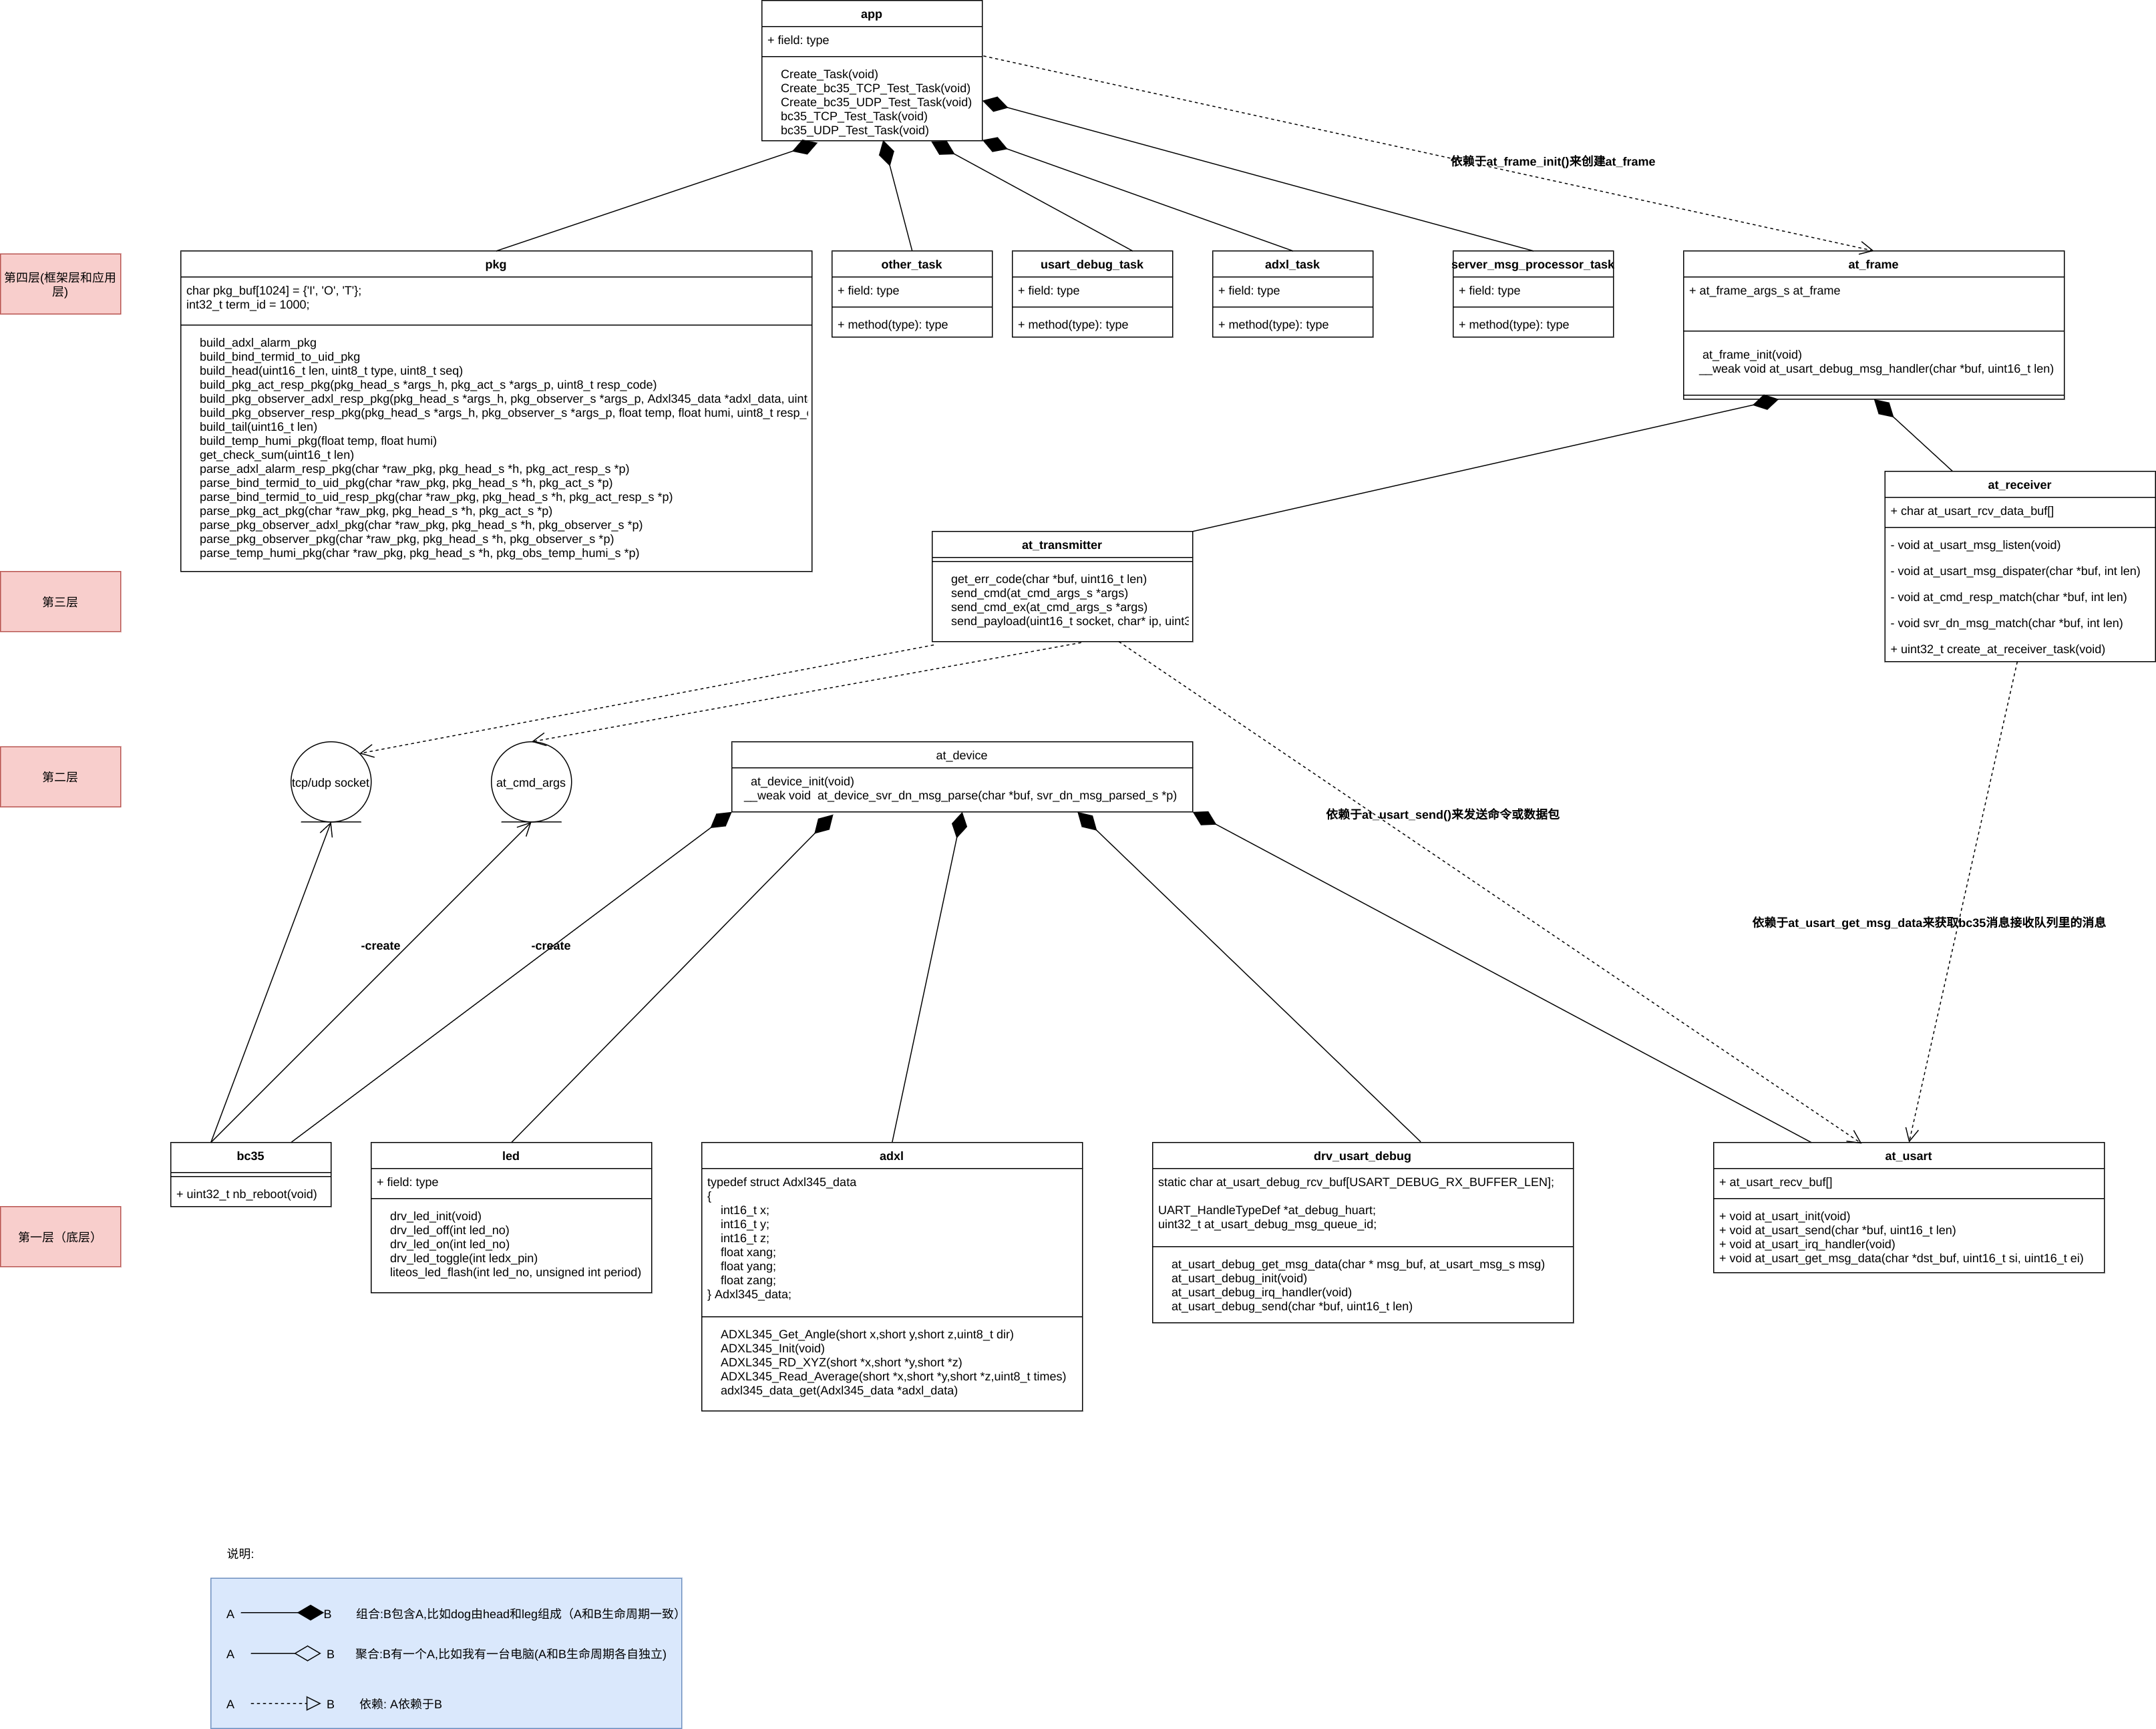 app
+ field: type
Create_Task(void)
Create_bc35_TCP_Test_Task(void)
Create_bc35_UDP_Test_Task(void)
bc35_TCP_Test_Task(void)
bc35_UDP_Test_Task(void)
依赖于at_frame_init()来创建at_frame
第四层(框架层和应用
层)
pkg
char pkg_buf[1024] = {'I', 'O', 'T'};
int32_t term_id = 1000;
build_adxl_alarm_pkg
build_bind_termid_to_uid_pkg
build_head(uint16_t len, uint8_t type, uint8_t seq)
build_pkg_act_resp_pkg(pkg_head_s *args_h, pkg_act_s *args_p, uint8_t resp_code)
build_pkg_observer_adxl_resp_pkg(pkg_head_s *args_h, pkg_observer_s *args_p, Adxl345_data *adxl_data, uint
build_pkg_observer_resp_pkg(pkg_head_s *args_h, pkg_observer_s *args_p, float temp, float humi, uint8_t resp_
build_tail(uint16_t len)
build_temp_humi_pkg(float temp, float humi)
get_check_sum(uint16_t len)
parse_adxl_alarm_resp_pkg(char *raw_pkg, pkg_head_s *h, pkg_act_resp_s *p)
parse_bind_termid_to_uid_pkg(char *raw_pkg, pkg_head_s *h, pkg_act_s *p)
parse_bind_termid_to_uid_resp_pkg(char *raw_pkg, pkg_head_s *h, pkg_act_resp_s *p)
parse_pkg_act_pkg(char *raw_pkg, pkg_head_s *h, pkg_act_s *p)
parse_pkg_observer_adxl_pkg(char *raw_pkg, pkg_head_s *h, pkg_observer_s *p)
parse_pkg_observer_pkg(char *raw_pkg, pkg_head_s *h, pkg_observer_s *p)
parse_temp_humi_pkg(char *raw_pkg, pkg_head_s *h, pkg_obs_temp_humi_s *p)
other_task
+ field: type
+ method(type): type
usart_debug_task
+ field: type
+ method(type): type
adxl_task
+ field: type
+ method(type): type
server_msg_processor_task
+ field: type
+ method(type): type
at_frame
+ at_frame_args_s at_frame
at_frame_init(void)
__weak void at_usart_debug_msg_handler(char *buf, uint16_t len)
at_receiver
+ char at_usart_rcv_data_buf[]
- void at_usart_msg_listen(void)
- void at_usart_msg_dispater(char *buf, int len)
- void at_cmd_resp_match(char *buf, int len)
- void svr_dn_msg_match(char *buf, int len)
+ uint32_t create_at_receiver_task(void)
第三层
at_transmitter
get_err_code(char *buf, uint16_t len)
send_cmd(at_cmd_args_s *args)
send_cmd_ex(at_cmd_args_s *args)
send_payload(uint16_t socket, char* ip, uint3
第二层
tcp/udp socket
at_cmd_args
at_device
at_device_init(void)
__weak void  at_device_svr_dn_msg_parse(char *buf, svr_dn_msg_parsed_s *p)
依赖于at_usart_send()来发送命令或数据包
依赖于at_usart_get_msg_data来获取bc35消息接收队列里的消息
-create
-create
第一层（底层）
bc35
+ uint32_t nb_reboot(void)
led
+ field: type
drv_led_init(void)
drv_led_off(int led_no)
drv_led_on(int led_no)
drv_led_toggle(int ledx_pin)
liteos_led_flash(int led_no, unsigned int period)
adxl
typedef struct Adxl345_data
{
int16_t x;
int16_t y;
int16_t z;
float xang;
float yang;
float zang;
} Adxl345_data;
ADXL345_Get_Angle(short x,short y,short z,uint8_t dir)
ADXL345_Init(void)
ADXL345_RD_XYZ(short *x,short *y,short *z)
ADXL345_Read_Average(short *x,short *y,short *z,uint8_t times)
adxl345_data_get(Adxl345_data *adxl_data)
drv_usart_debug
static char at_usart_debug_rcv_buf[USART_DEBUG_RX_BUFFER_LEN];
UART_HandleTypeDef *at_debug_huart;
uint32_t at_usart_debug_msg_queue_id;
at_usart_debug_get_msg_data(char * msg_buf, at_usart_msg_s msg)
at_usart_debug_init(void)
at_usart_debug_irq_handler(void)
at_usart_debug_send(char *buf, uint16_t len)
at_usart
+ at_usart_recv_buf[]
+ void at_usart_init(void)
+ void at_usart_send(char *buf, uint16_t len)
+ void at_usart_irq_handler(void)
+ void at_usart_get_msg_data(char *dst_buf, uint16_t si, uint16_t ei)
说明:
A B 组合:B包含A,比如dog由head和leg组成（A和B生命周期一致）
A B 聚合:B有一个A,比如我有一台电脑(A和B生命周期各自独立)
A B 依赖: A依赖于B